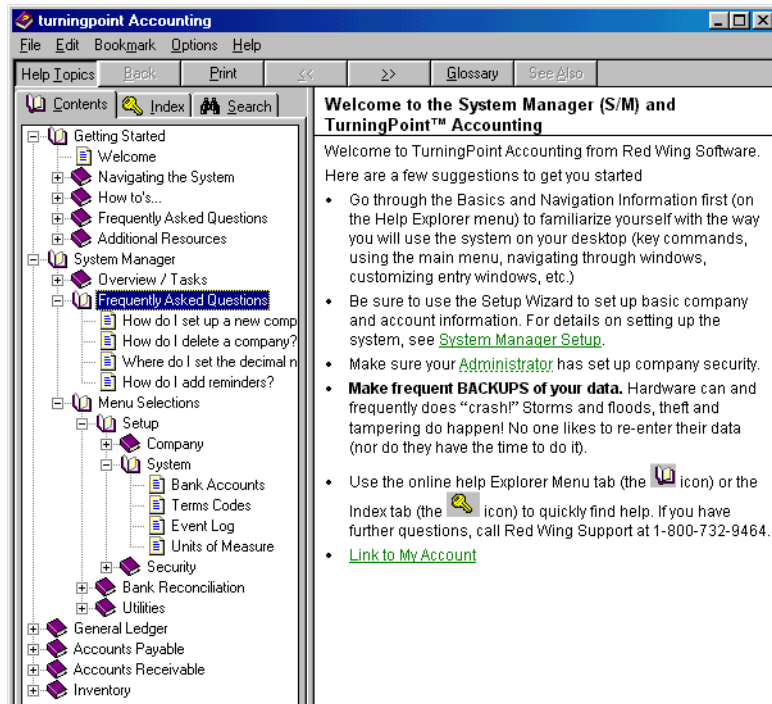 turningpoint Accounting
File Edit Bookmark Options Help
Help Topics Back Print << >> Glossary See Also
Contents Index Search
Getting Started
Welcome
Navigating the System
How to's...
Frequently Asked Questions
Additional Resources
System Manager
Overview / Tasks
Frequently Asked Questions
How do I set up a new comp
How do I delete a company?
Where do I set the decimal n
How do I add reminders?
Menu Selections
Setup
Company
System
Bank Accounts
Terms Codes
Event Log
Units of Measure
Security
Bank Reconciliation
Utilities
General Ledger
Accounts Payable
Accounts Receivable
Inventory
Welcome to the System Manager (S/M) and
TurningPoint™ Accounting
Welcome to TurningPoint Accounting from Red Wing Software.
Here are a few suggestions to get you started
• Go through the Basics and Navigation Information first (on
the Help Explorer menu) to familiarize yourself with the way
you will use the system on your desktop (key commands,
using the main menu, navigating through windows,
customizing entry windows, etc.)
• Be sure to use the Setup Wizard to set up basic company
and account information. For details on setting up the
system, see System Manager Setup.
• Make sure your Administrator has set up company security.
• Make frequent BACKUPS of your data. Hardware can and
frequently does “crash!” Storms and floods, theft and
tampering do happen! No one likes to re-enter their data
(nor do they have the time to do it).
• Use the online help Explorer Menu tab (the icon) or the
Index tab (the icon) to quickly find help. If you have
further questions, call Red Wing Support at 1-800-732-9464.
• Link to My Account